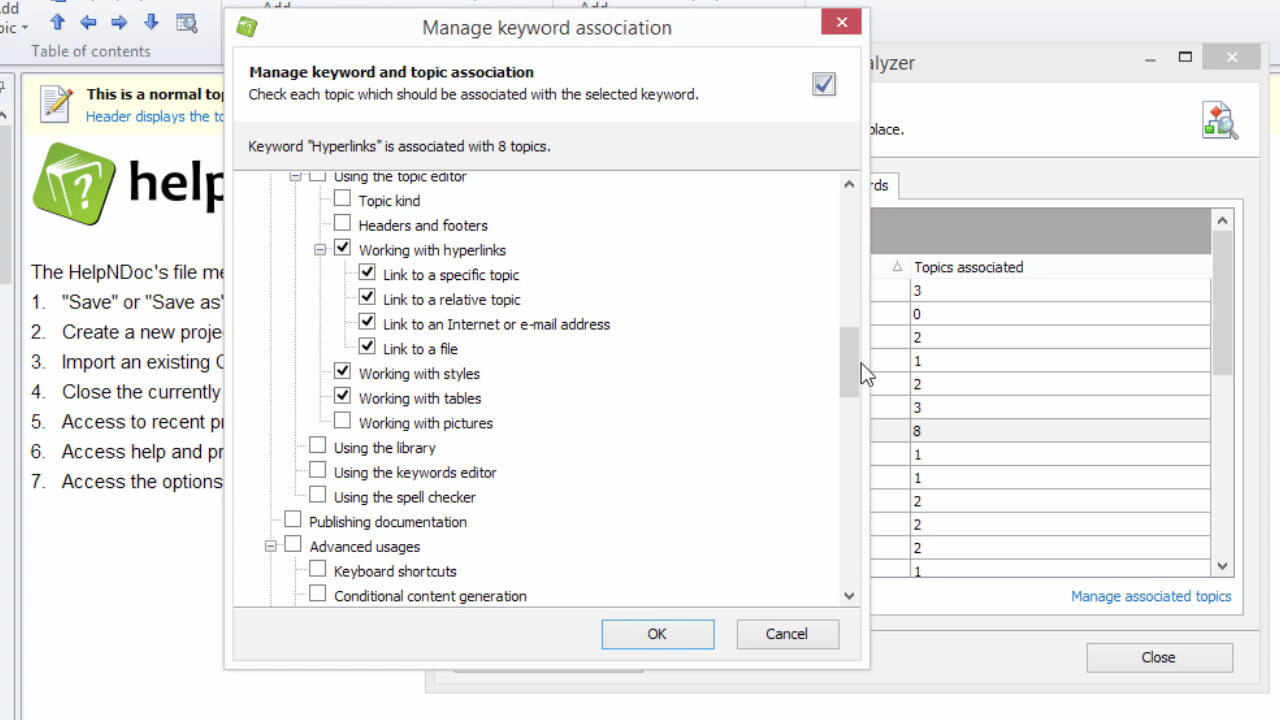 Add
Add
Add
pic
Table of contents
Manage keyword association
Manage keyword and topic association
Check each topic which should be associated with the selected keyword.
Keyword "Hyperlinks" is associated with 8 topics.
Using the topic editor
Topic kind
Headers and footers
Working with hyperlinks
Link to a specific topic
Link to a relative topic
Link to an Internet or e-mail address
Link to a file
Working with styles
Working with tables
Working with pictures
Using the library
Using the keywords editor
Using the spell checker
Publishing documentation
Advanced usages
Keyboard shortcuts
Conditional content generation
OK
Cancel
This is a normal to
Header displays the to
help
The HelpNDoc's file me
1. "Save" or "Save as"
2. Create a new proje
3. Import an existing C
4. Close the currently
5. Access to recent pr
6. Access help and pr
7. Access the options
alyzer
place.
rds
Topics associated
3
0
2
1
2
3
8
1
1
2
2
2
1
Manage associated topics
Close